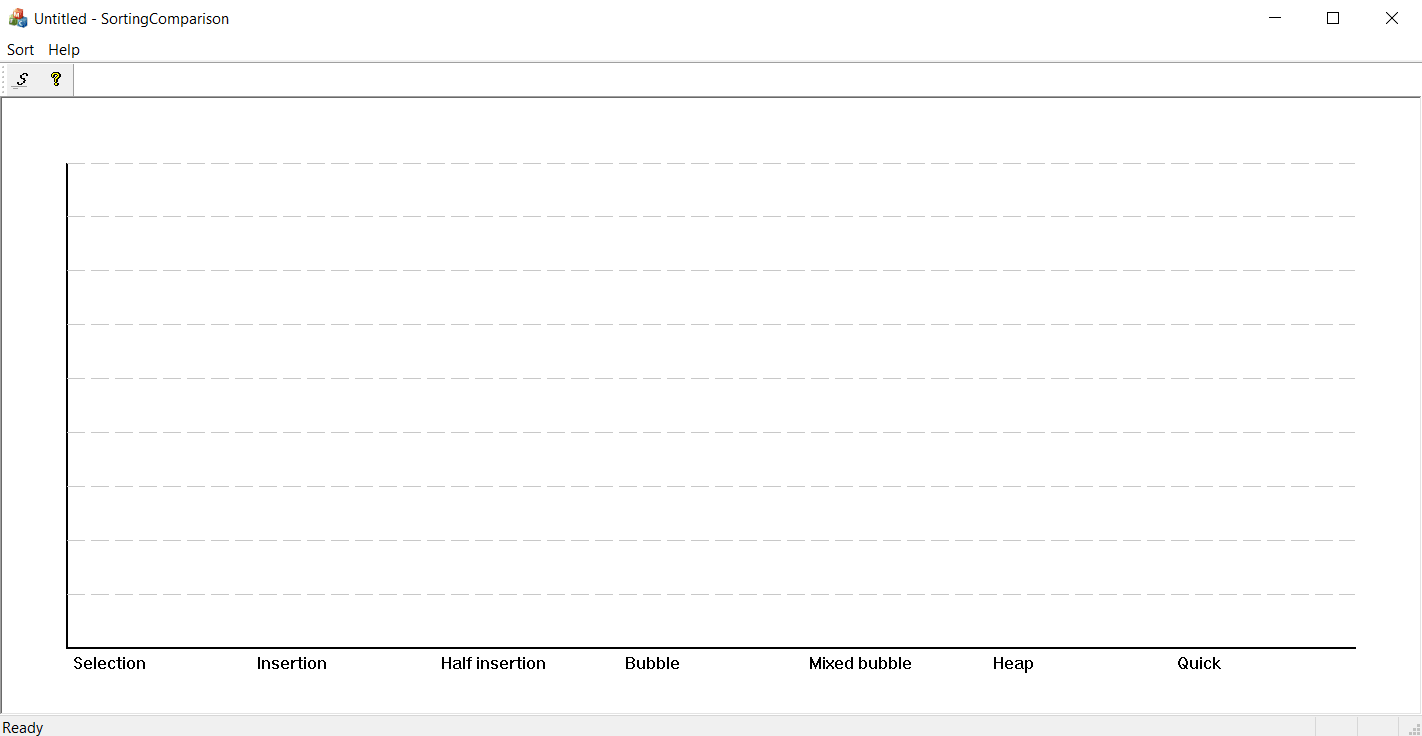 Untitled - SortingComparison
Sort Help
S ?
Selection Insertion Half insertion Bubble Mixed bubble Heap Quick
Ready